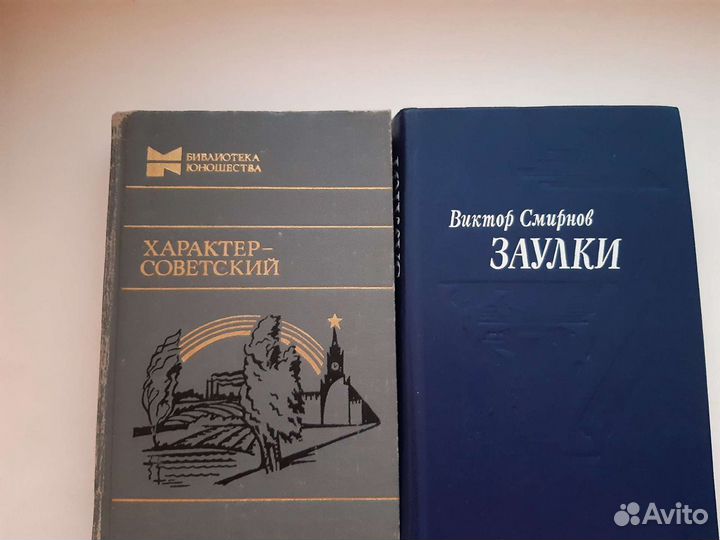 БИБЛИОТЕКА
ЮНОШЕСТВА
ХАРАКТЕР–
СОВЕТСКИЙ
Виктор Смирнов
ЗАУЛКИ
Avito